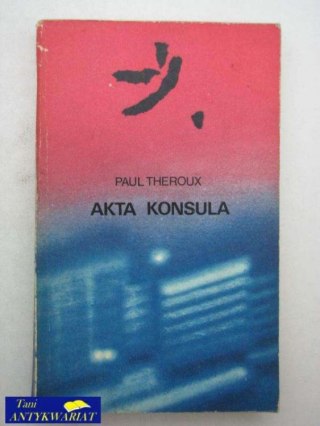 PAUL THEROUX
AKTA KONSULA
Tani
ANTYKWARIAT